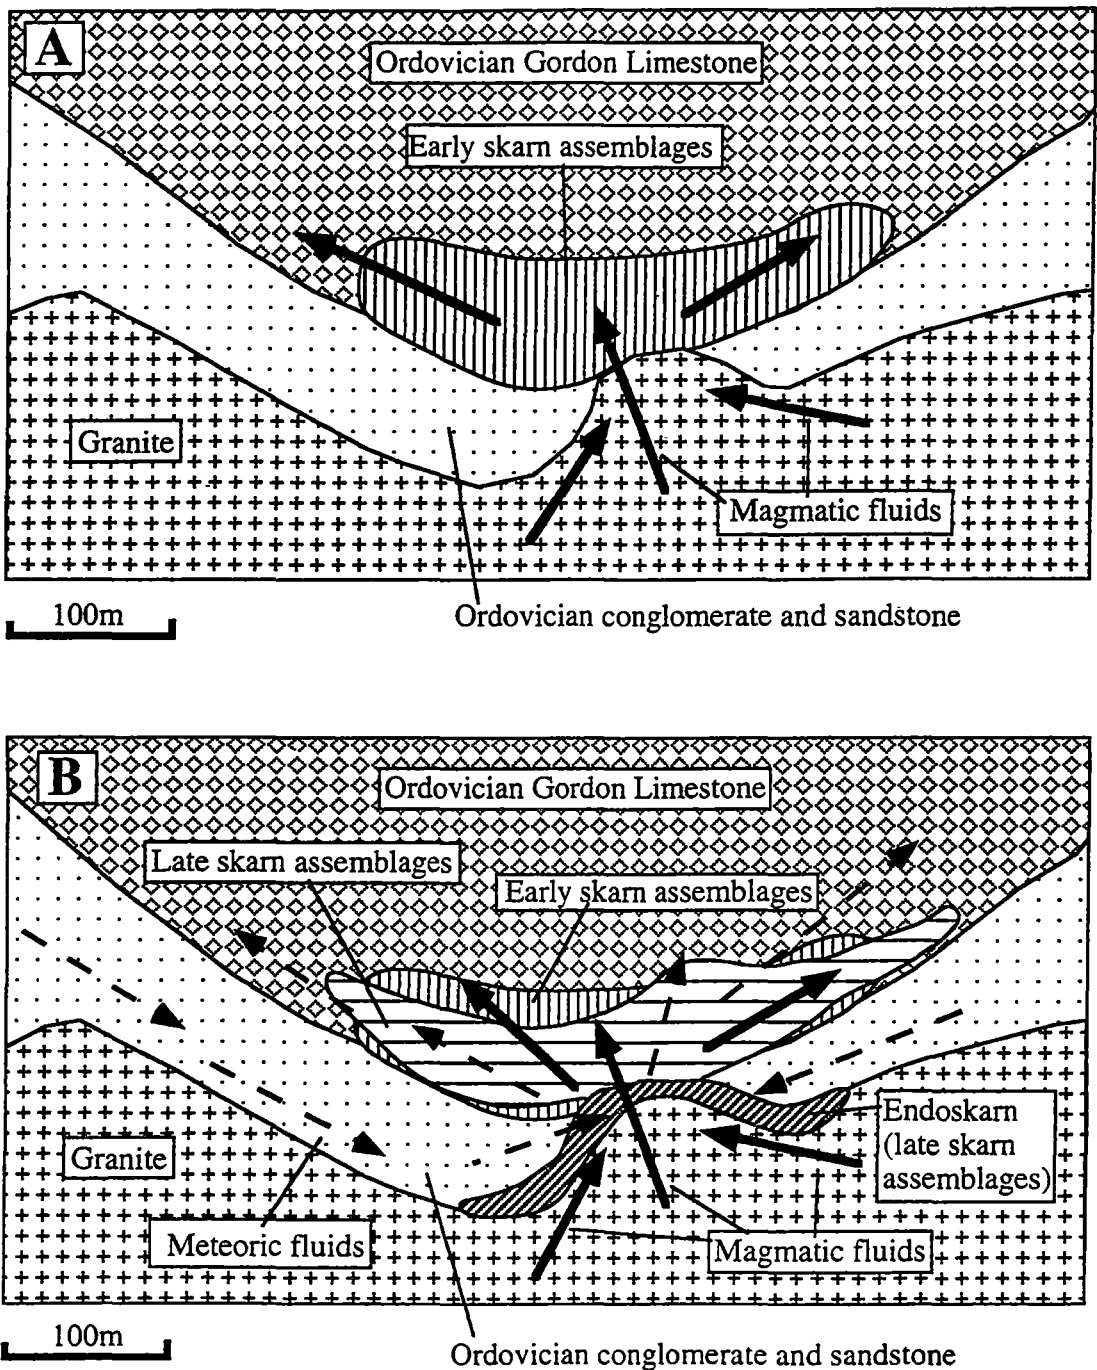 A
Ordovician Gordon Limestone
Early skarn assemblages
Granite
Magmatic fluids
100m
Ordovician conglomerate and sandstone
B
Ordovician Gordon Limestone
Late skarn assemblages
Early skarn assemblages
Endoskarn
(late skarn
assemblages)
Granite
Meteoric fluids
Magmatic fluids
100m
Ordovician conglomerate and sandstone